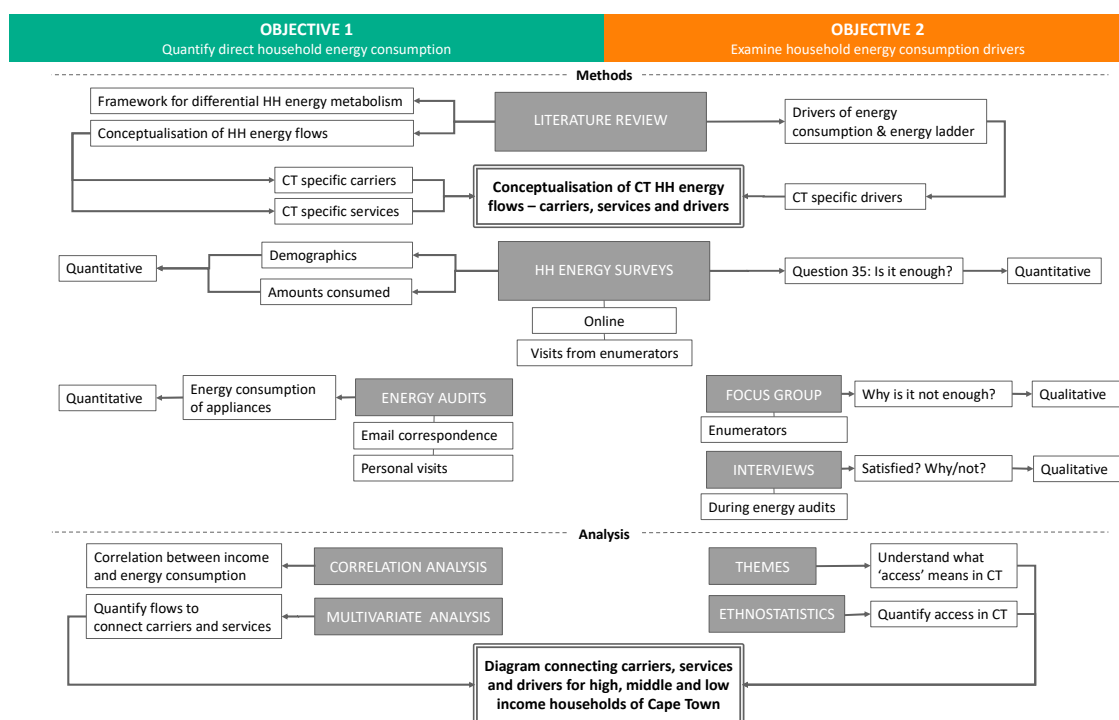 OBJECTIVE 1
Quantify direct household energy consumption
OBJECTIVE 2
Examine household energy consumption drivers
Methods
Framework for differential HH energy metabolism
Conceptualisation of HH energy flows
LITERATURE REVIEW
Drivers of energy
consumption & energy ladder
CT specific carriers
CT specific services
Conceptualisation of CT HH energy
flows – carriers, services and drivers
CT specific drivers
Quantitative
Demographics
Amounts consumed
HH ENERGY SURVEYS
Online
Visits from enumerators
Question 35: Is it enough?
Quantitative
Quantitative
Energy consumption
of appliances
ENERGY AUDITS
Email correspondence
Personal visits
FOCUS GROUP
Enumerators
Why is it not enough?
Qualitative
INTERVIEWS
During energy audits
Satisfied? Why/not?
Qualitative
Analysis
Correlation between income
and energy consumption
CORRELATION ANALYSIS
Quantify flows to
connect carriers and services
MULTIVARIATE ANALYSIS
THEMES
Understand what
‘access’ means in CT
ETHNOSTATISTICS
Quantify access in CT
Diagram connecting carriers, services
and drivers for high, middle and low
income households of Cape Town